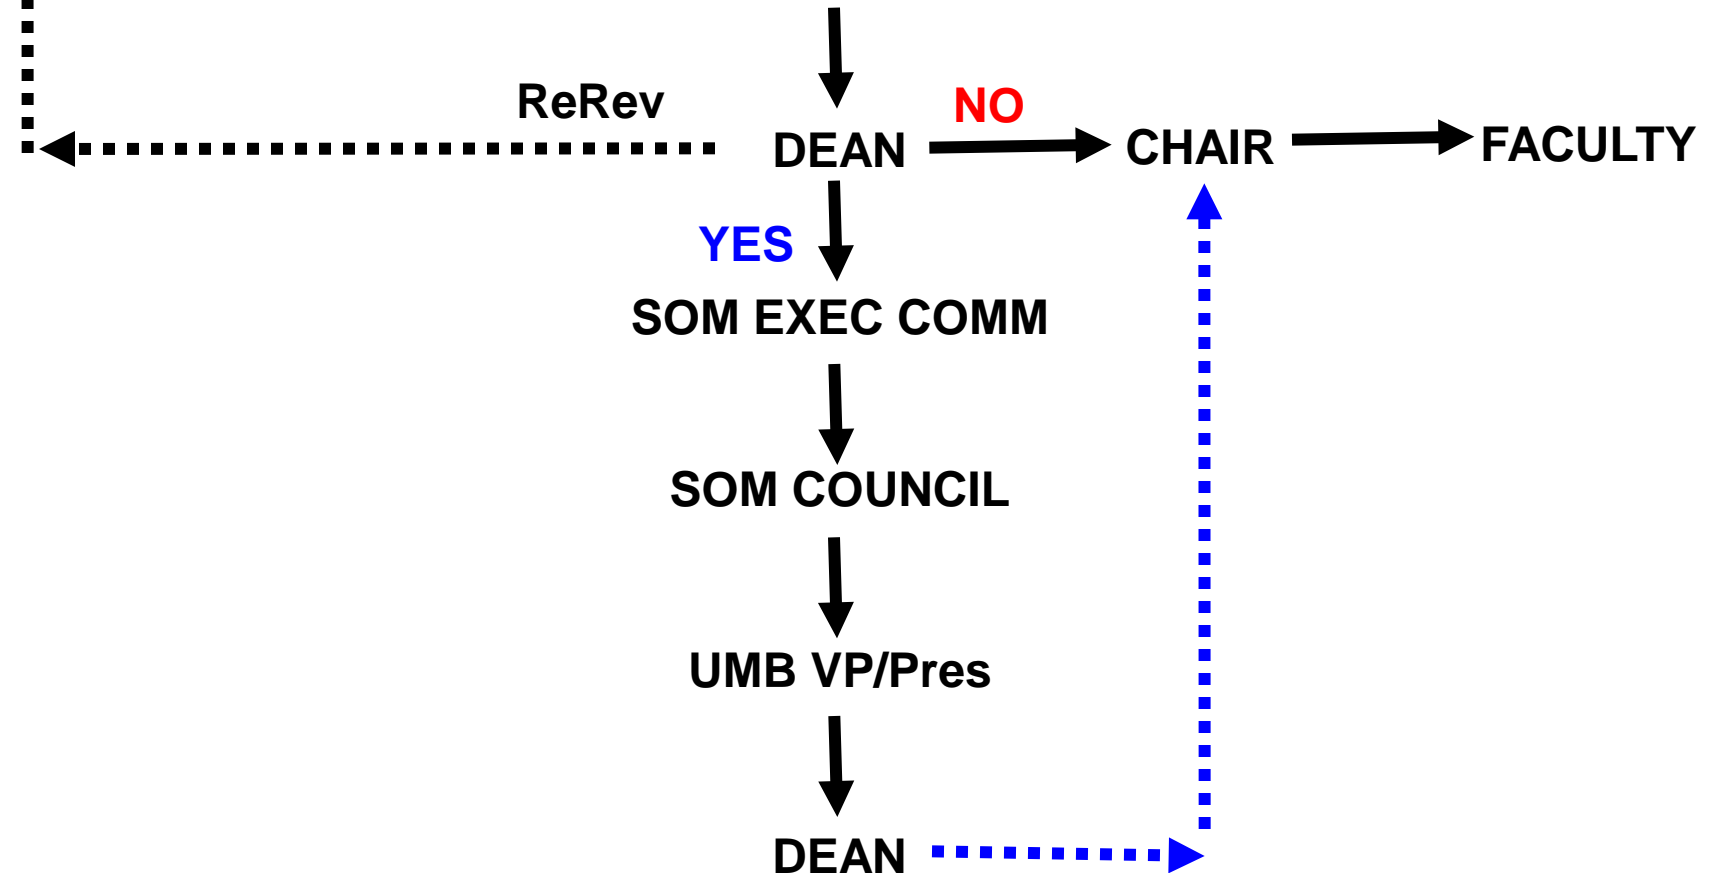 ReRev
NO
DEAN
CHAIR
FACULTY
YES
SOM EXEC COMM
SOM COUNCIL
UMB VP/Pres
DEAN